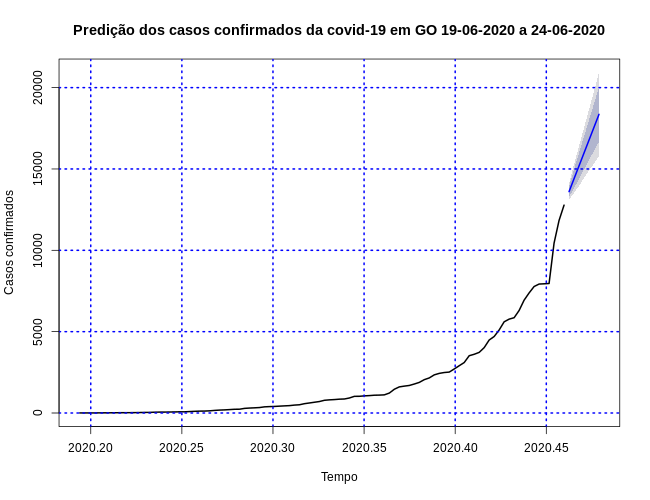 Predição dos casos confirmados da covid-19 em GO 19-06-2020 a 24-06-2020
Casos confirmados
20000
15000
10000
5000
0
2020.20 2020.25 2020.30 2020.35 2020.40 2020.45
Tempo